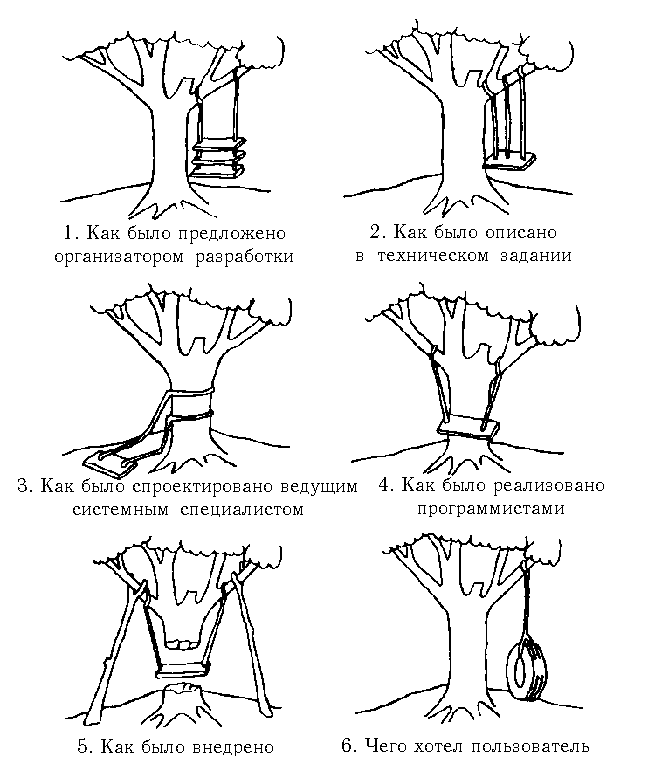 1. Как было предложено
организатором разработки
2. Как было описано
в техническом задании
3. Как было спроектировано ведущим
системным специалистом
4. Как было реализовано
программистами
5. Как было внедрено
6. Чего хотел пользователь